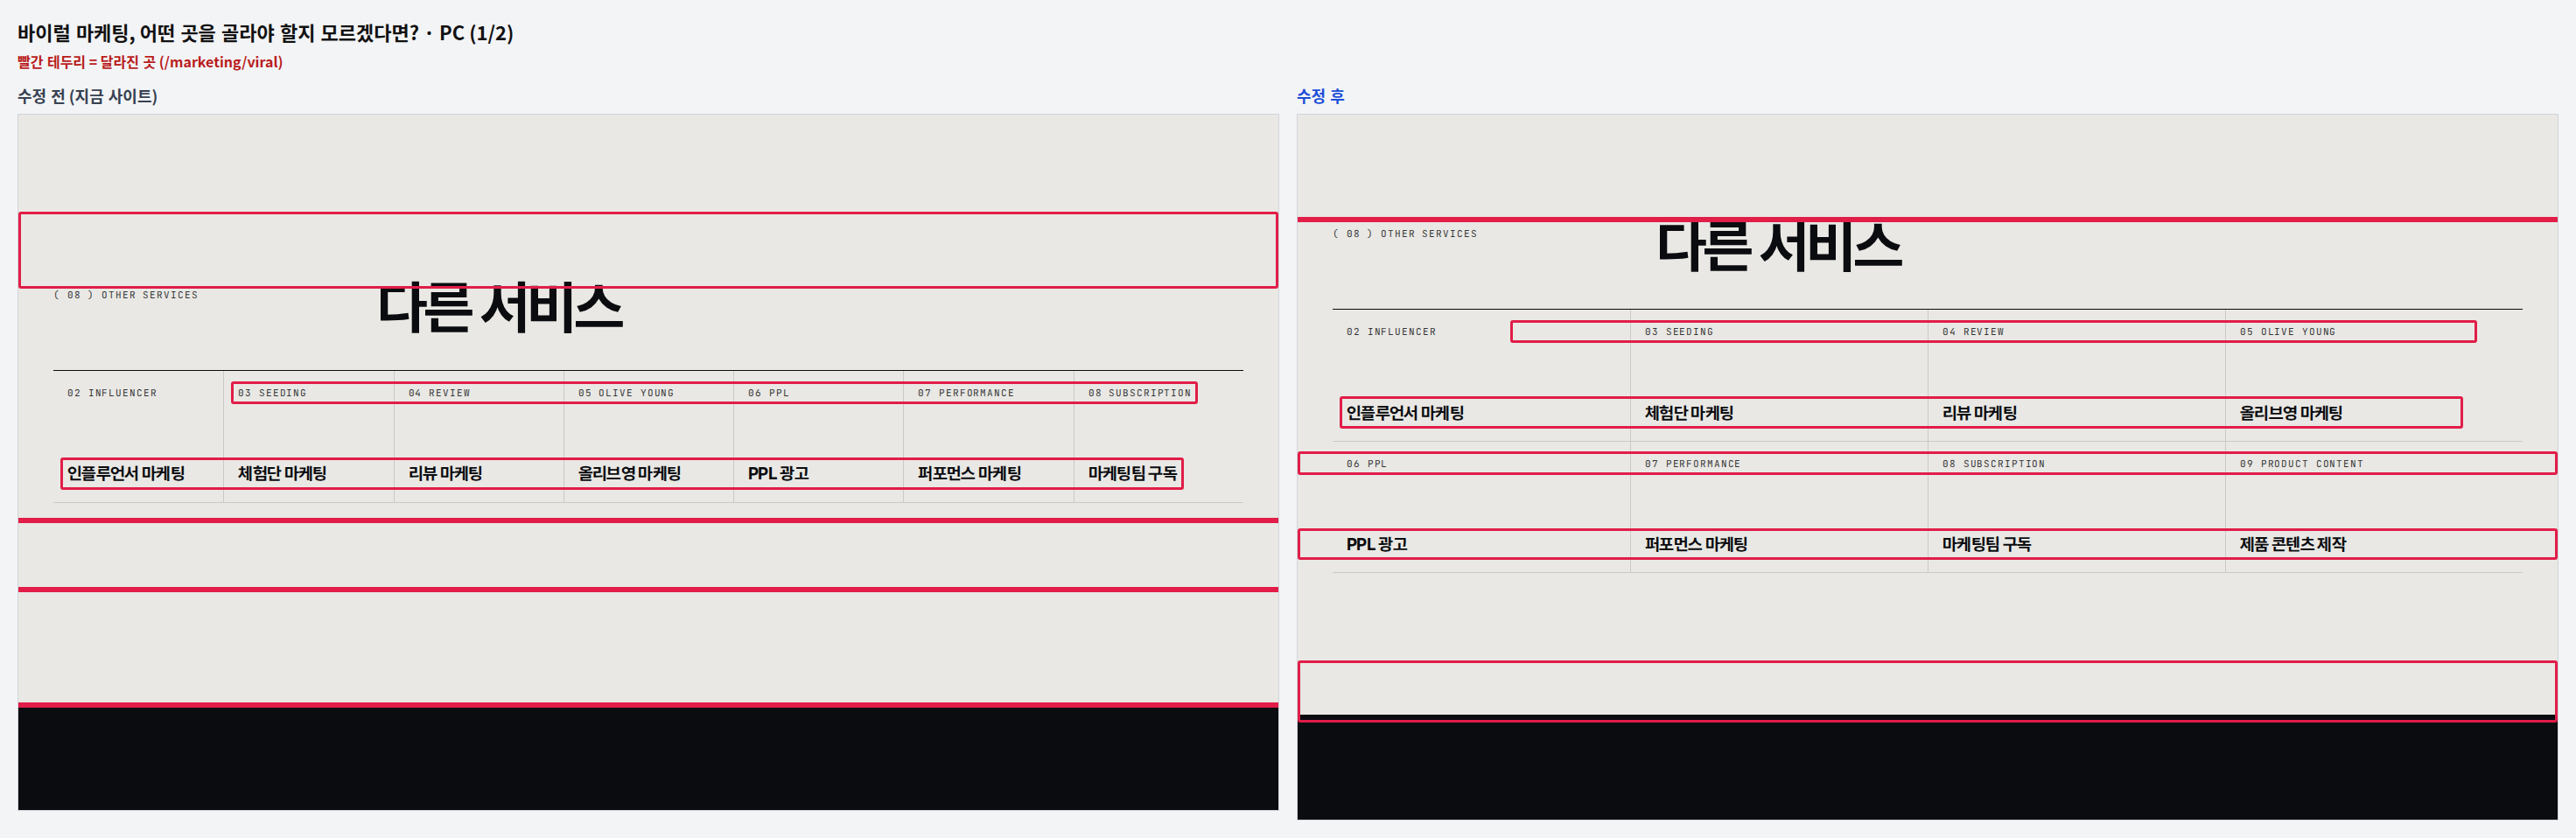 바이럴 마케팅, 어떤 곳을 골라야 할지 모르겠다면? · PC (1/2)
빨간 테두리 = 달라진 곳 (/marketing/viral)
수정 전 (지금 사이트)
( 08 ) OTHER SERVICES
다른 서비스
02 INFLUENCER
03 SEEDING
04 REVIEW
05 OLIVE YOUNG
06 PPL
07 PERFORMANCE
08 SUBSCRIPTION
인플루언서 마케팅
체험단 마케팅
리뷰 마케팅
올리브영 마케팅
PPL 광고
퍼포먼스 마케팅
마케팅팀 구독
수정 후
( 08 ) OTHER SERVICES
다른 서비스
02 INFLUENCER
03 SEEDING
04 REVIEW
05 OLIVE YOUNG
인플루언서 마케팅
체험단 마케팅
리뷰 마케팅
올리브영 마케팅
06 PPL
07 PERFORMANCE
08 SUBSCRIPTION
09 PRODUCT CONTENT
PPL 광고
퍼포먼스 마케팅
마케팅팀 구독
제품 콘텐츠 제작